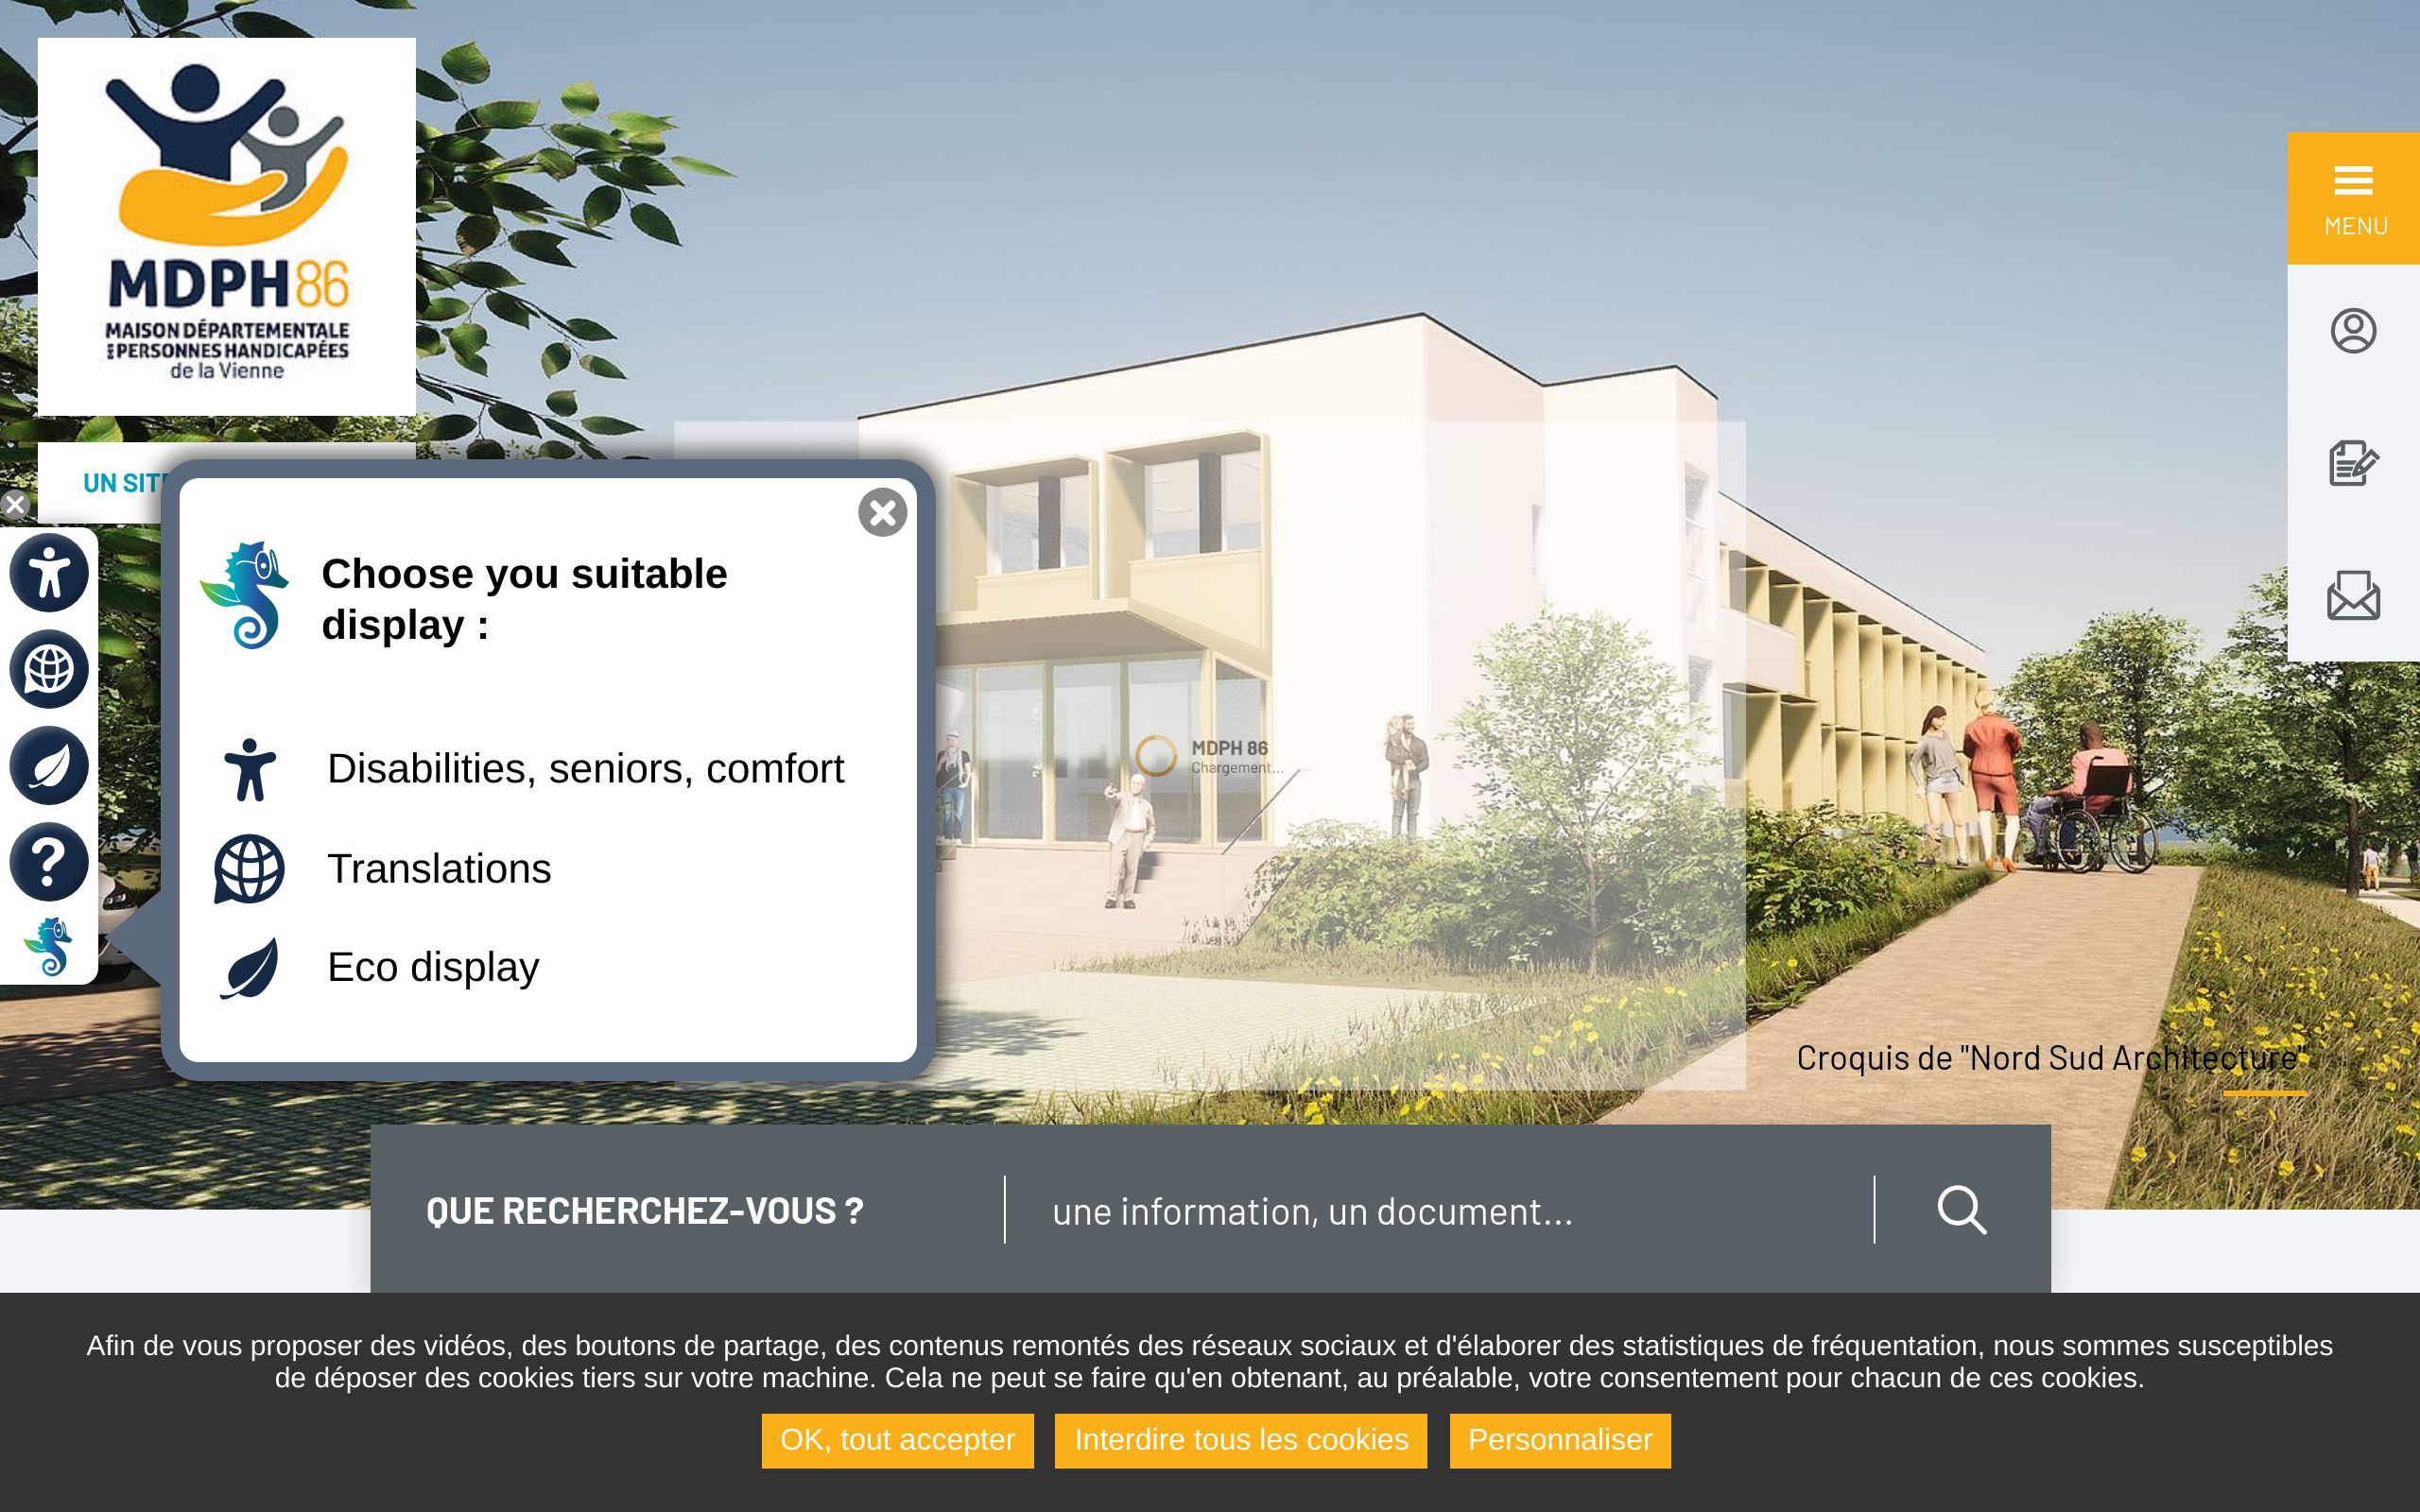 MDPH86
MAISON DÉPARTEMENTALE
DES PERSONNES HANDICAPÉES
de la Vienne
MENU
UN SITE
Choose you suitable
display :
Disabilities, seniors, comfort
Translations
Eco display
MDPH 86
Chargement...
Croquis de "Nord Sud Architecture"
QUE RECHERCHEZ-VOUS ?
une information, un document...
Afin de vous proposer des vidéos, des boutons de partage, des contenus remontés des réseaux sociaux et d'élaborer des statistiques de fréquentation, nous sommes susceptibles
de déposer des cookies tiers sur votre machine. Cela ne peut se faire qu'en obtenant, au préalable, votre consentement pour chacun de ces cookies.
OK, tout accepter
Interdire tous les cookies
Personnaliser